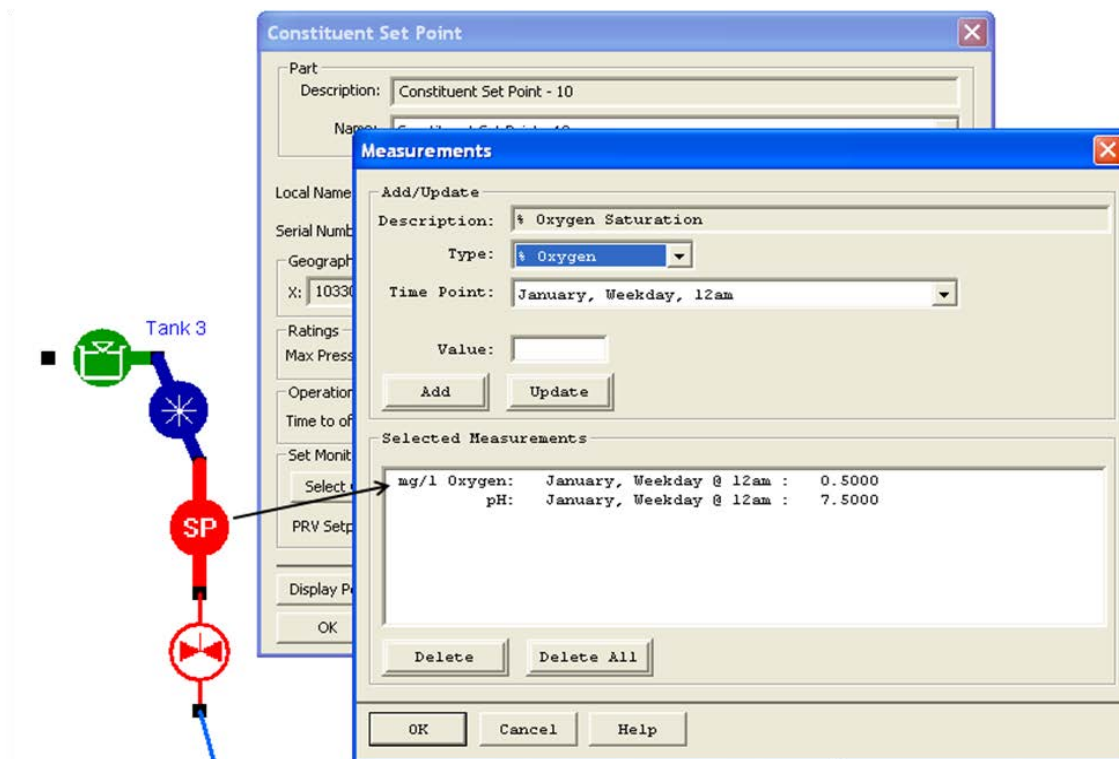 Constituent Set Point
Part
Description: Constituent Set Point - 10
Measurements
Local Name
Serial Numb
Geograph
X: 1033
Ratings
Max Press
Operation
Time to of
Set Monit
Select
PRV Setp
Display P
OK
Add/Update
Description: % Oxygen Saturation
Type: % Oxygen
Time Point: January, Weekday, 12am
Value:
Add Update
Selected Measurements
mg/l Oxygen: January, Weekday @ 12am : 0.5000
pH: January, Weekday @ 12am : 7.5000
Delete Delete All
OK Cancel Help
Tank 3
SP